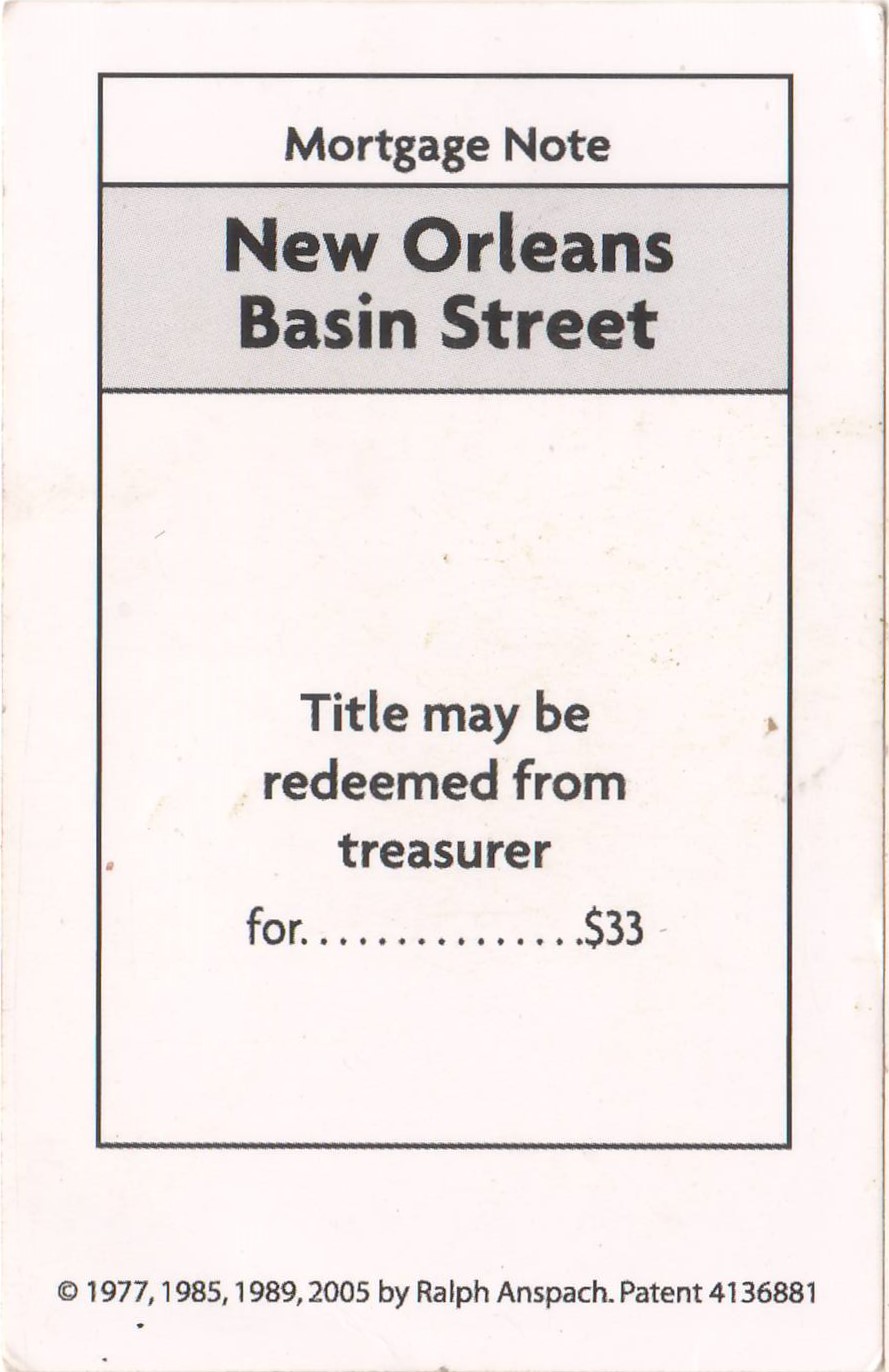 Mortgage Note
New Orleans
Basin Street
Title may be
redeemed from
treasurer
for...............$33
© 1977, 1985, 1989, 2005 by Ralph Anspach. Patent 4136881